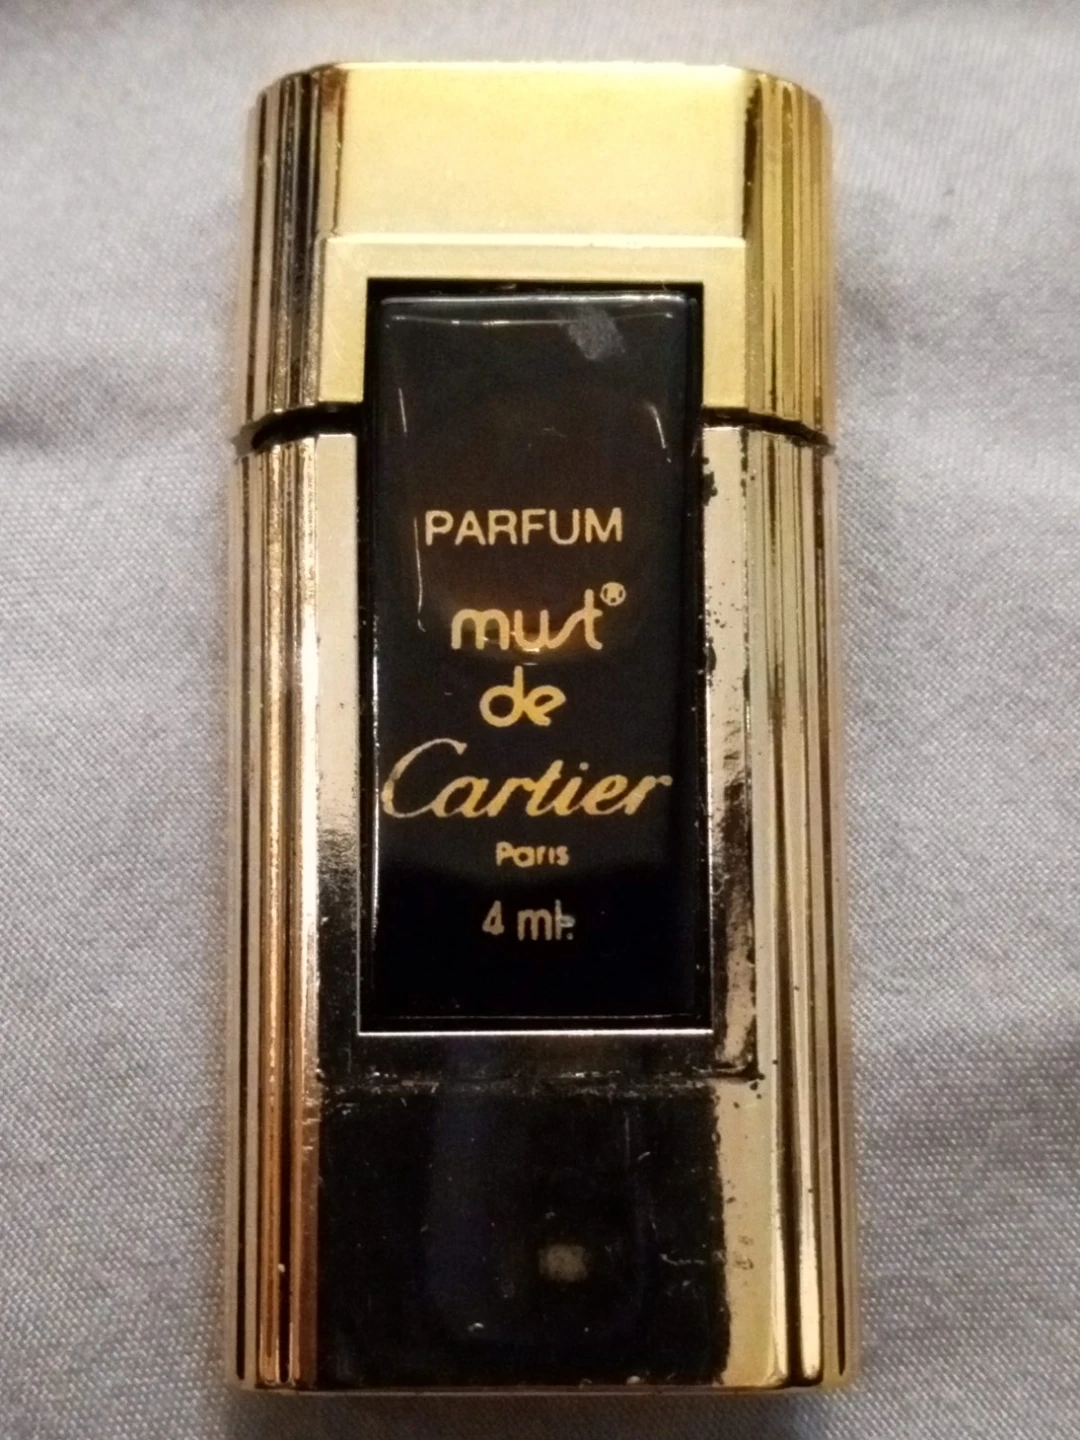 PARFUM
must®
de
Cartier
Paris
4 ml.